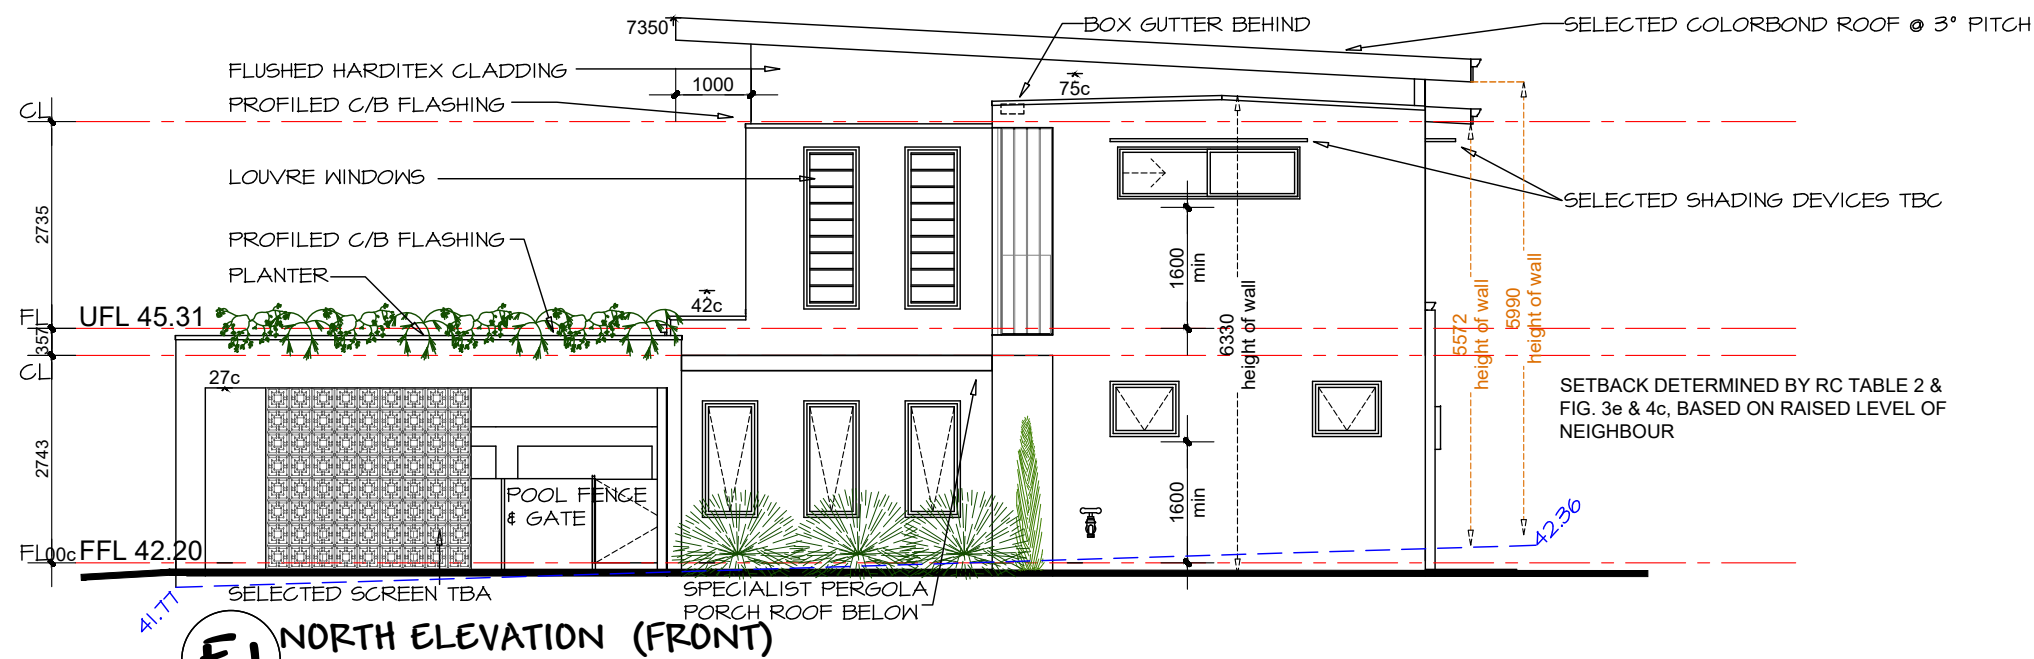 7350
BOX GUTTER BEHIND
SELECTED COLORBOND ROOF @ 3° PITCH
FLUSHED HARDITEX CLADDING
1000
75c
PROFILED C/B FLASHING
CL
LOUVRE WINDOWS
SELECTED SHADING DEVICES TBC
2735
PROFILED C/B FLASHING
PLANTER
1600
min
6330
height of wall
5572
height of wall
5990
height of wall
42c
FL
UFL 45.31
357
CL
27c
SETBACK DETERMINED BY RC TABLE 2 &
FIG. 3e & 4c, BASED ON RAISED LEVEL OF
NEIGHBOUR
2743
POOL FENCE
& GATE
1600
min
42.36
FL
00c
FFL 42.20
SELECTED SCREEN TBA
SPECIALIST PERGOLA
PORCH ROOF BELOW
41.77
NORTH ELEVATION (FRONT)